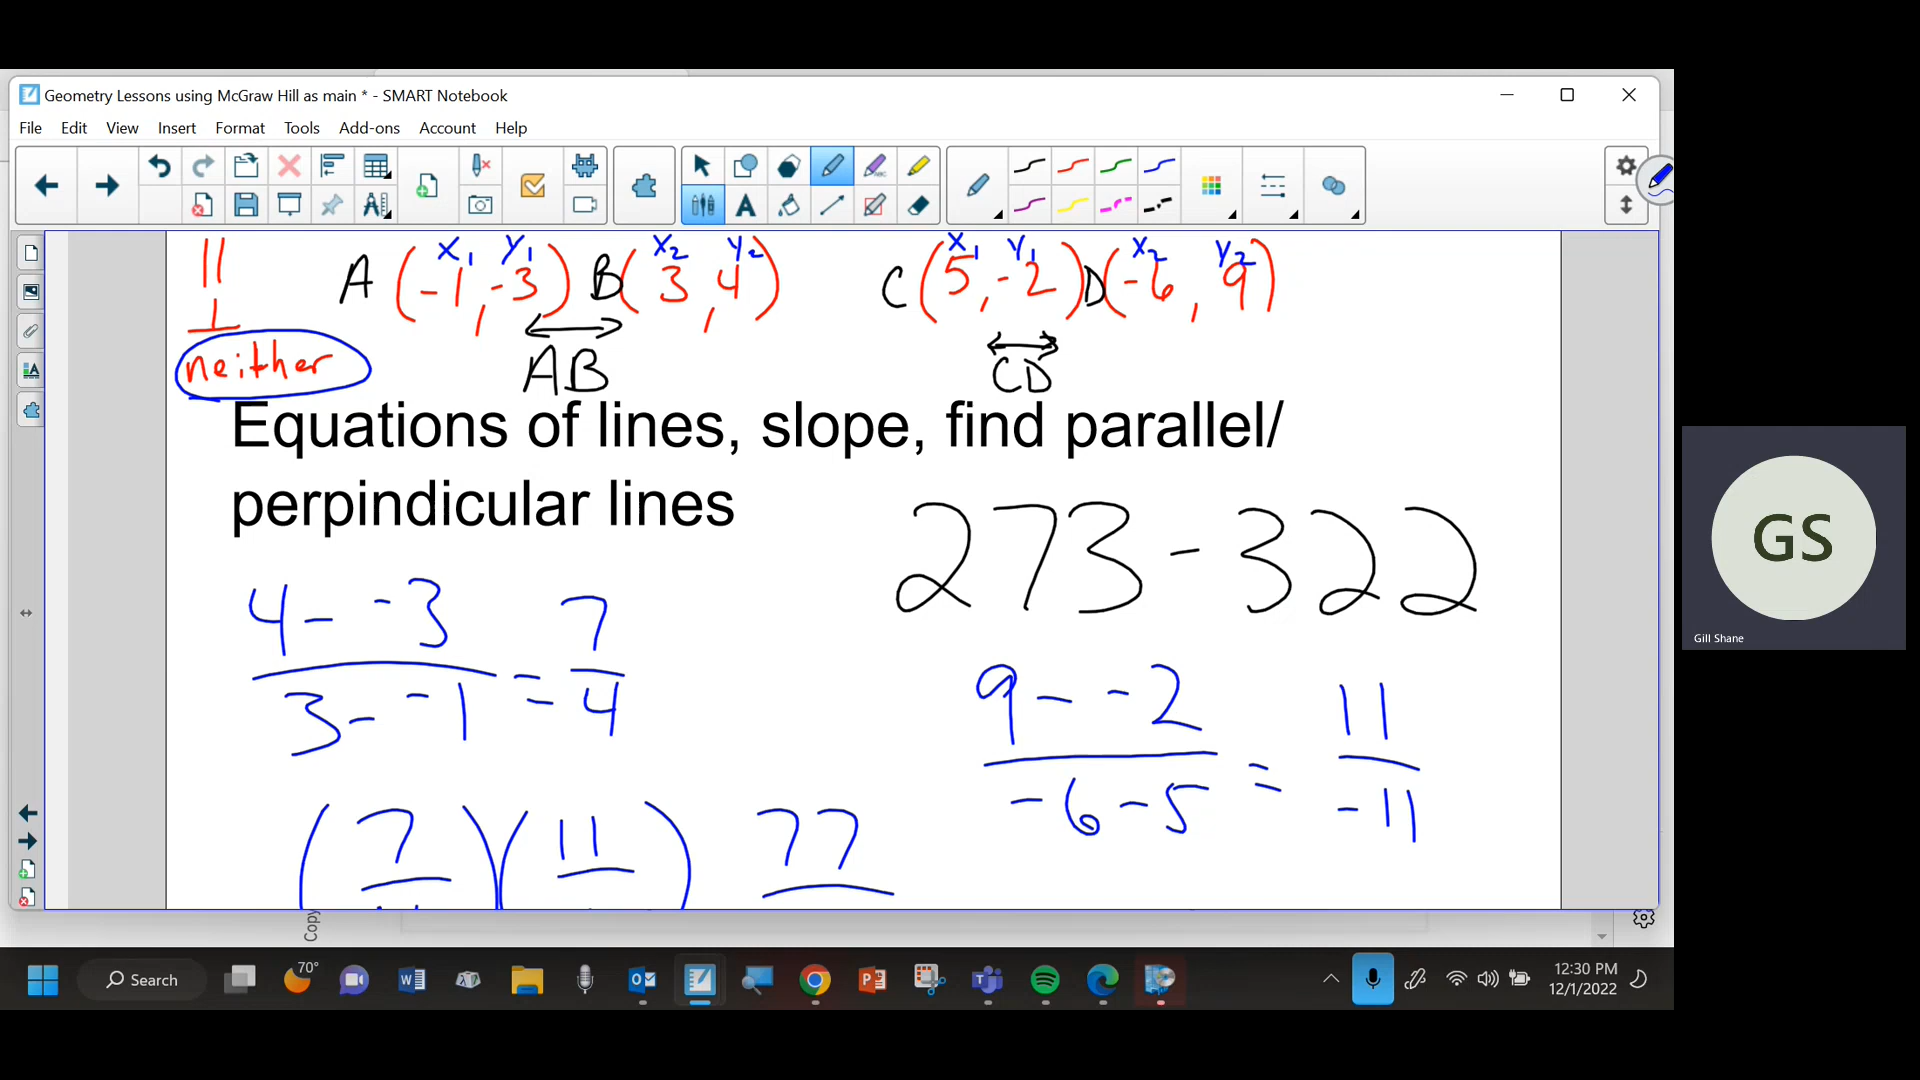 Geometry Lessons using McGraw Hill as main * - SMART Notebook
File Edit View Insert Format Tools Add-ons Account Help
|| x1 y1 x2 y2 x1 y1 x2 y2
⊥ A (-1, -3) B (3, 4) C (5, -2) D (-6, 9)
neither AB CD
Equations of lines, slope, find parallel/
perpindicular lines
273-322
4 - -3 / 3 - -1 = 7/4
9 - -2 / -6 - 5 = 11/-11
(7 (11 77
GS
Gill Shane
Copy
Search
70°
12:30 PM
12/1/2022